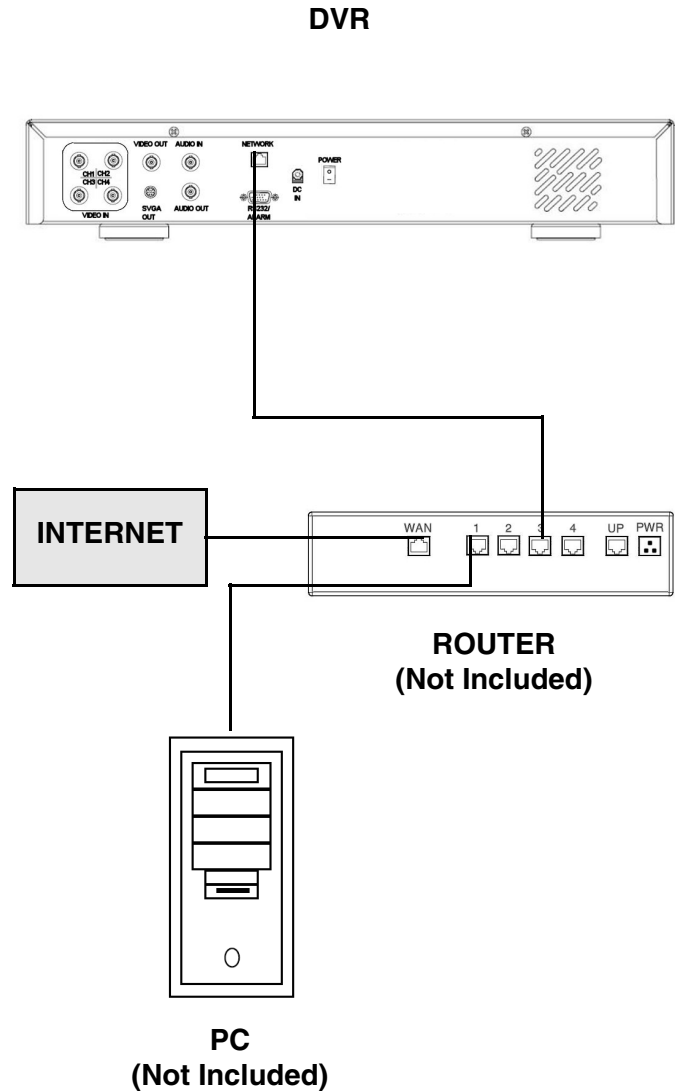 DVR
VIDEO OUT
AUDIO IN
NETWORK
POWER
CH1 CH2
CH3 CH4
DC
IN
VIDEO IN
SVGA
OUT
AUDIO OUT
RS232/
ALARM
INTERNET
WAN
1
2
3
4
UP
PWR
ROUTER
(Not Included)
PC
(Not Included)